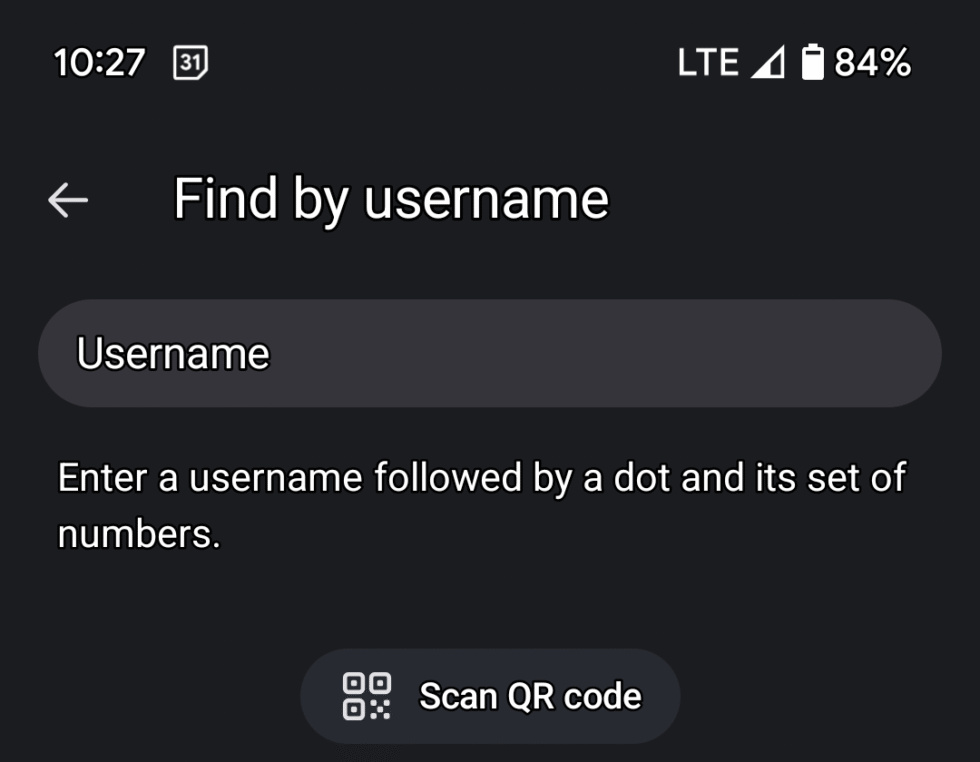 10:27 31 LTE 84%
Find by username
Username
Enter a username followed by a dot and its set of
numbers.
Scan QR code